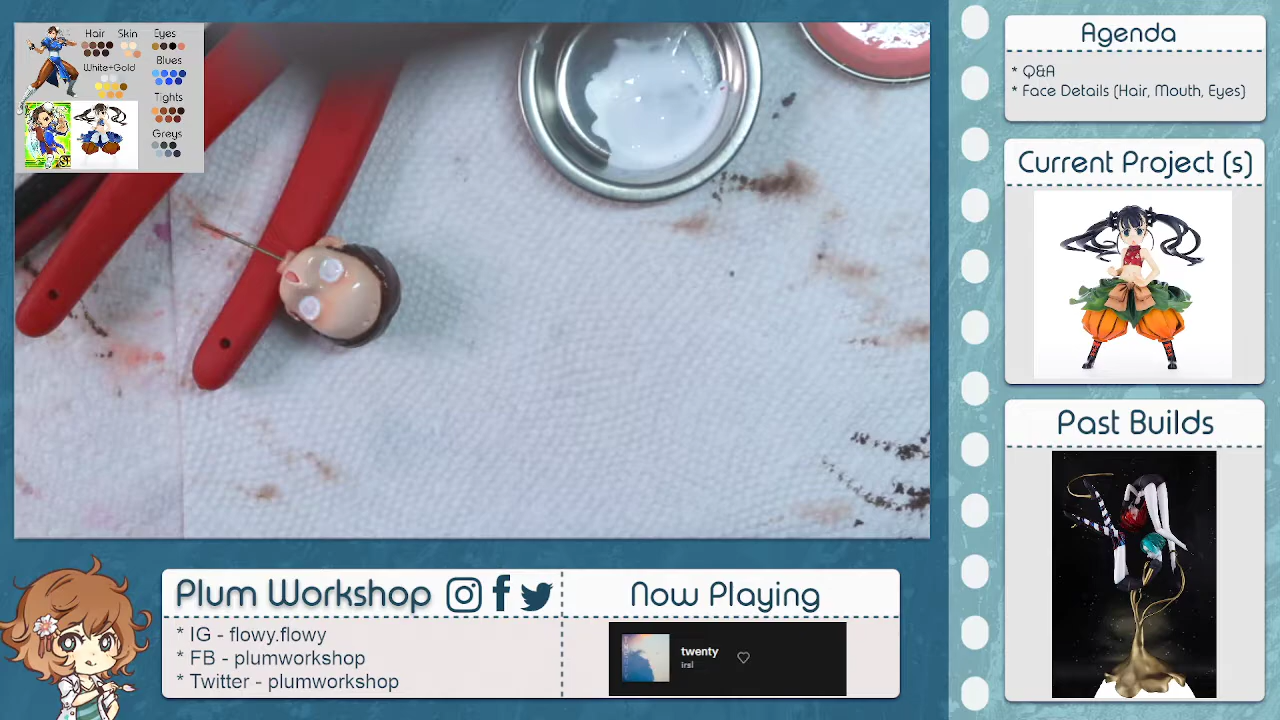 Hair Skin Eyes
White+Gold
Blues
Tights
Greys
Agenda
* Q&A
* Face Details (Hair, Mouth, Eyes)
Current Project (s)
Past Builds
Plum Workshop
* IG - flowy.flowy
* FB - plumworkshop
* Twitter - plumworkshop
Now Playing
twenty
irsl